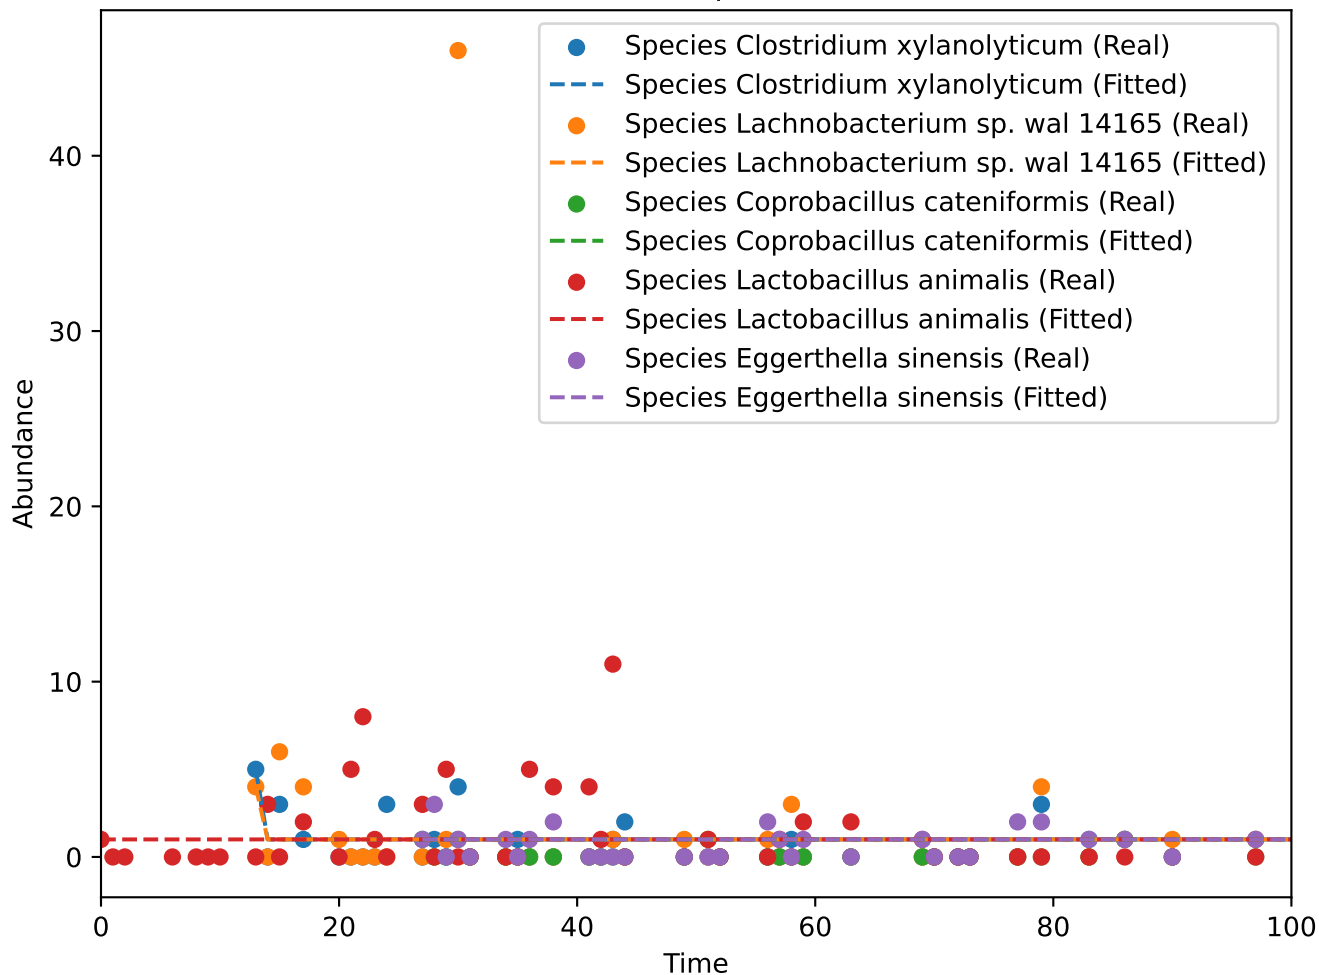 Species Clostridium xylanolyticum (Real)
Species Clostridium xylanolyticum (Fitted)
Species Lachnobacterium sp. wal 14165 (Real)
Species Lachnobacterium sp. wal 14165 (Fitted)
Species Coprobacillus cateniformis (Real)
Species Coprobacillus cateniformis (Fitted)
Species Lactobacillus animalis (Real)
Species Lactobacillus animalis (Fitted)
Species Eggerthella sinensis (Real)
Species Eggerthella sinensis (Fitted)
40
30
20
10
0
Abundance
0 20 40 60 80 100
Time